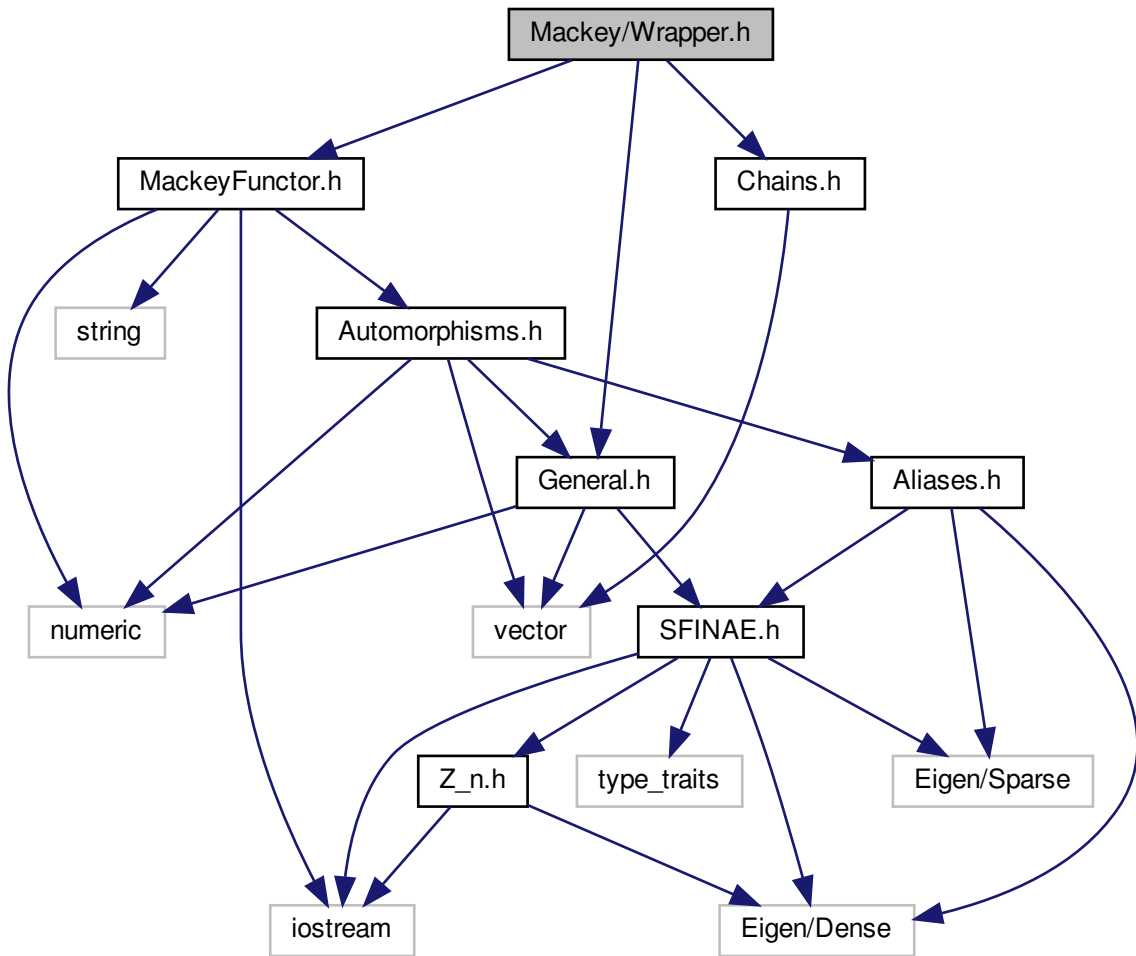 Mackey/Wrapper.h
MackeyFunctor.h
Chains.h
string
Automorphisms.h
General.h
Aliases.h
numeric
vector
SFINAE.h
Z_n.h
type_traits
Eigen/Sparse
iostream
Eigen/Dense